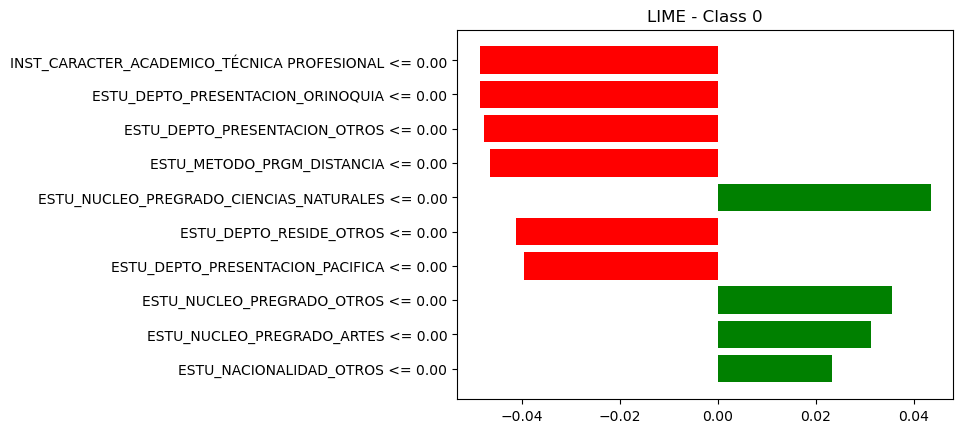 LIME - Class 0
INST_CARACTER_ACADEMICO_TÉCNICA PROFESIONAL <= 0.00
ESTU_DEPTO_PRESENTACION_ORINOQUIA <= 0.00
ESTU_DEPTO_PRESENTACION_OTROS <= 0.00
ESTU_METODO_PRGM_DISTANCIA <= 0.00
ESTU_NUCLEO_PREGRADO_CIENCIAS_NATURALES <= 0.00
ESTU_DEPTO_RESIDE_OTROS <= 0.00
ESTU_DEPTO_PRESENTACION_PACIFICA <= 0.00
ESTU_NUCLEO_PREGRADO_OTROS <= 0.00
ESTU_NUCLEO_PREGRADO_ARTES <= 0.00
ESTU_NACIONALIDAD_OTROS <= 0.00
−0.04 −0.02 0.00 0.02 0.04